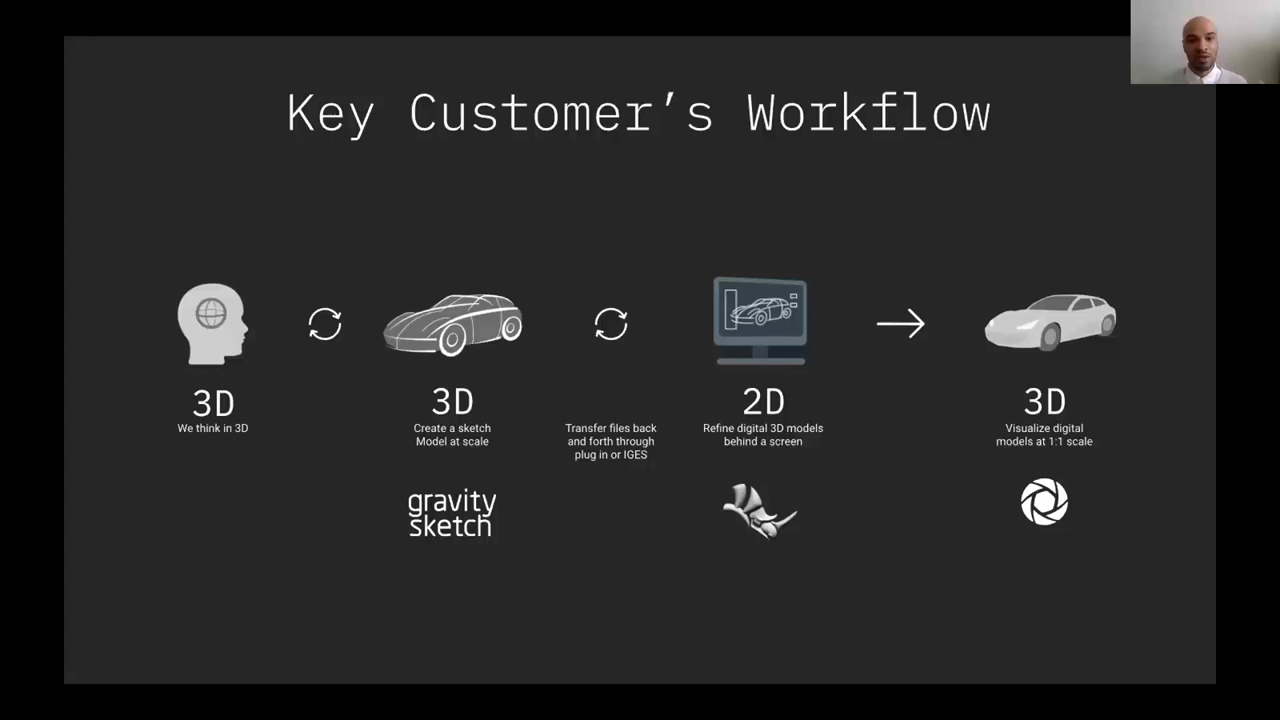 Key Customer's Workflow
3D
We think in 3D
3D
Create a sketch
Model at scale
gravity
sketch
Transfer files back
and forth through
plug in or IGES
2D
Refine digital 3D models
behind a screen
3D
Visualize digital
models at 1:1 scale